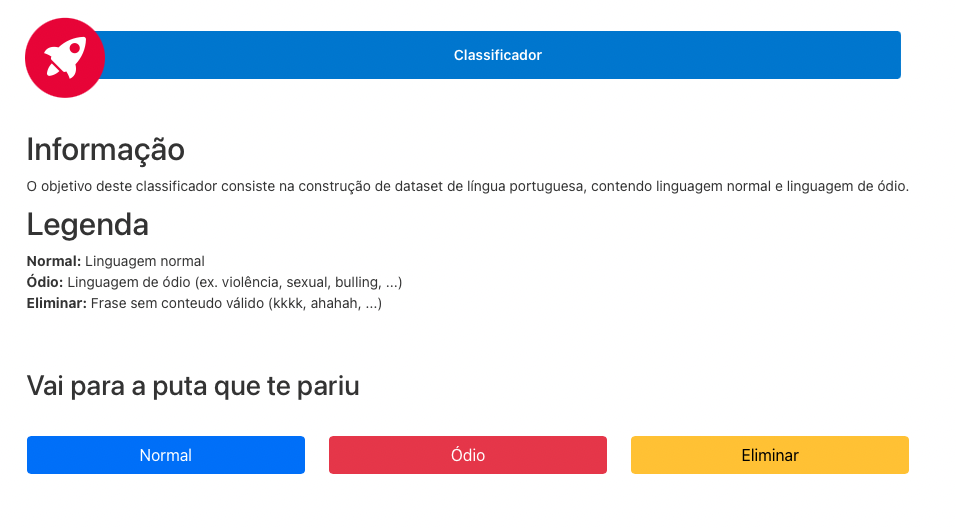 Classificador
Informação
O objetivo deste classificador consiste na construção de dataset de língua portuguesa, contendo linguagem normal e linguagem de ódio.
Legenda
Normal: Linguagem normal
Ódio: Linguagem de ódio (ex. violência, sexual, bulling, ...)
Eliminar: Frase sem conteudo válido (kkkk, ahahah, ...)
Vai para a puta que te pariu
Normal
Ódio
Eliminar